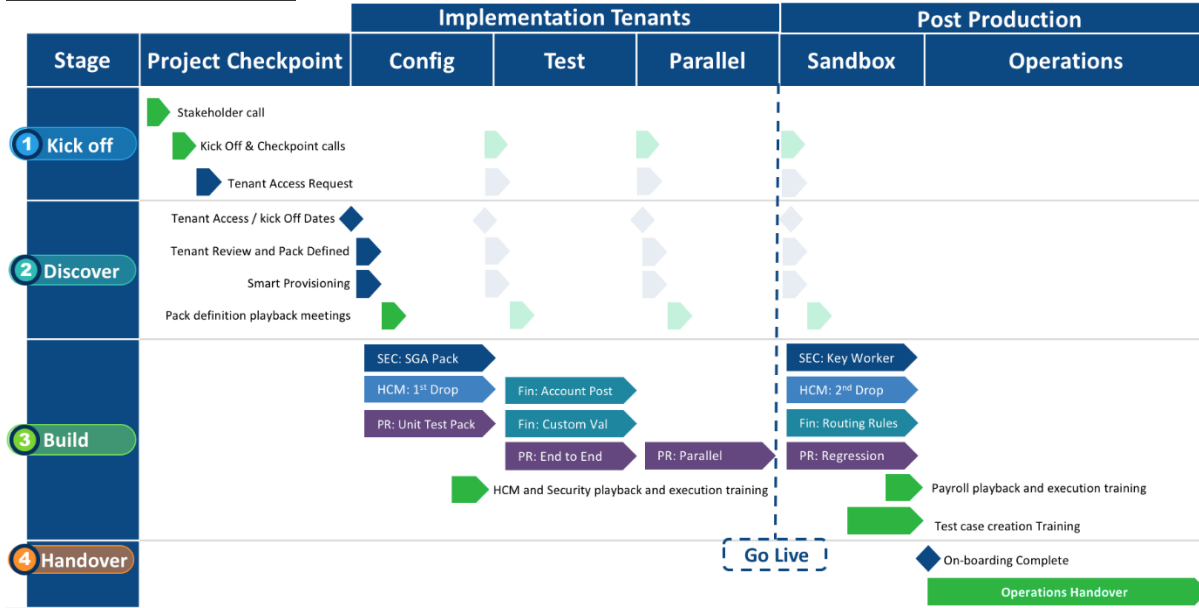 Implementation Tenants
Post Production
Stage
Project Checkpoint
Config
Test
Parallel
Sandbox
Operations
1 Kick off
Stakeholder call
Kick Off & Checkpoint calls
Tenant Access Request
2 Discover
Tenant Access / kick Off Dates
Tenant Review and Pack Defined
Smart Provisioning
Pack definition playback meetings
3 Build
SEC: SGA Pack
SEC: Key Worker
HCM: 1st Drop
Fin: Account Post
HCM: 2nd Drop
PR: Unit Test Pack
Fin: Custom Val
Fin: Routing Rules
PR: End to End
PR: Parallel
PR: Regression
HCM and Security playback and execution training
Payroll playback and execution training
Test case creation Training
Go Live
4 Handover
On-boarding Complete
Operations Handover